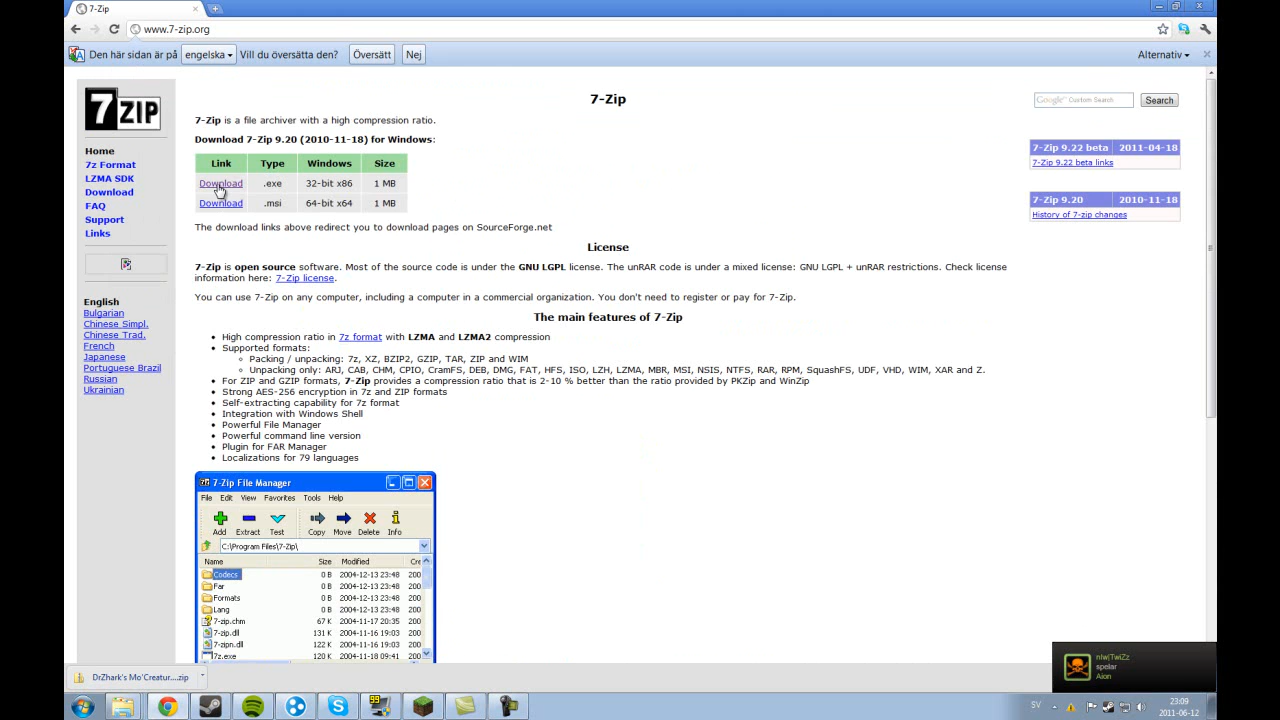 7-Zip
www.7-zip.org
Den här sidan är på engelska Vill du översätta den? Översätt Nej Alternativ
7ZIP
Home
7z Format
LZMA SDK
Download
FAQ
Support
Links
English
Bulgarian
Chinese Simpl.
Chinese Trad.
French
Japanese
Portuguese Brazil
Russian
Ukrainian
7-Zip
7-Zip is a file archiver with a high compression ratio.
Download 7-Zip 9.20 (2010-11-18) for Windows:
Link Type Windows Size
Download .exe 32-bit x86 1 MB
Download .msi 64-bit x64 1 MB
The download links above redirect you to download pages on SourceForge.net
License
7-Zip is open source software. Most of the source code is under the GNU LGPL license. The unRAR code is under a mixed license: GNU LGPL + unRAR restrictions. Check license
information here: 7-Zip license.
You can use 7-Zip on any computer, including a computer in a commercial organization. You don't need to register or pay for 7-Zip.
The main features of 7-Zip
High compression ratio in 7z format with LZMA and LZMA2 compression
Supported formats:
Packing / unpacking: 7z, XZ, BZIP2, GZIP, TAR, ZIP and WIM
Unpacking only: ARJ, CAB, CHM, CPIO, CramFS, DEB, DMG, FAT, HFS, ISO, LZH, LZMA, MBR, MSI, NSIS, NTFS, RAR, RPM, SquashFS, UDF, VHD, WIM, XAR and Z.
For ZIP and GZIP formats, 7-Zip provides a compression ratio that is 2-10 % better than the ratio provided by PKZip and WinZip
Strong AES-256 encryption in 7z and ZIP formats
Self-extracting capability for 7z format
Integration with Windows Shell
Powerful File Manager
Powerful command line version
Plugin for FAR Manager
Localizations for 79 languages
7-Zip File Manager
File Edit View Favorites Tools Help
Add Extract Test Copy Move Delete Info
C:\Program Files\7-Zip\
Name Size Modified Cre
Codecs 0 B 2004-12-13 23:48 200
Far 0 B 2004-12-13 23:48 200
Formats 0 B 2004-12-13 23:48 200
Lang 0 B 2004-12-13 23:48 200
7-zip.chm 67 K 2004-11-17 20:35 200
7-zip.dll 131 K 2004-11-16 19:03 200
7-zipn.dll 122 K 2004-11-16 19:03 200
7z.exe 120 K 2004-11-18 09:41 200
Google Custom Search Search
7-Zip 9.22 beta 2011-04-18
7-Zip 9.22 beta links
7-Zip 9.20 2010-11-18
History of 7-zip changes
DrZhark's Mo'Creatur....zip
spelar
Aion
SV
23:09
2011-06-12